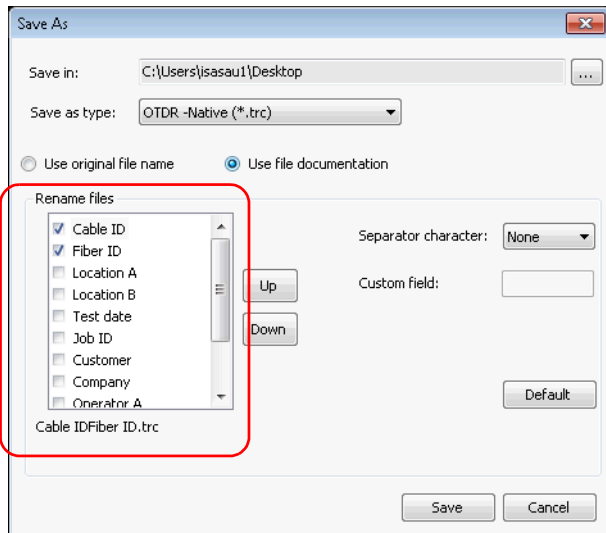 Save As
Save in: C:\Users\isasau1\Desktop ...
Save as type: OTDR -Native (*.trc)
Use original file name Use file documentation
Rename files
Cable ID
Fiber ID
Location A
Location B
Test date
Job ID
Customer
Company
Operator A
Up
Down
Separator character: None
Custom field:
Default
Cable IDFiber ID.trc
Save Cancel